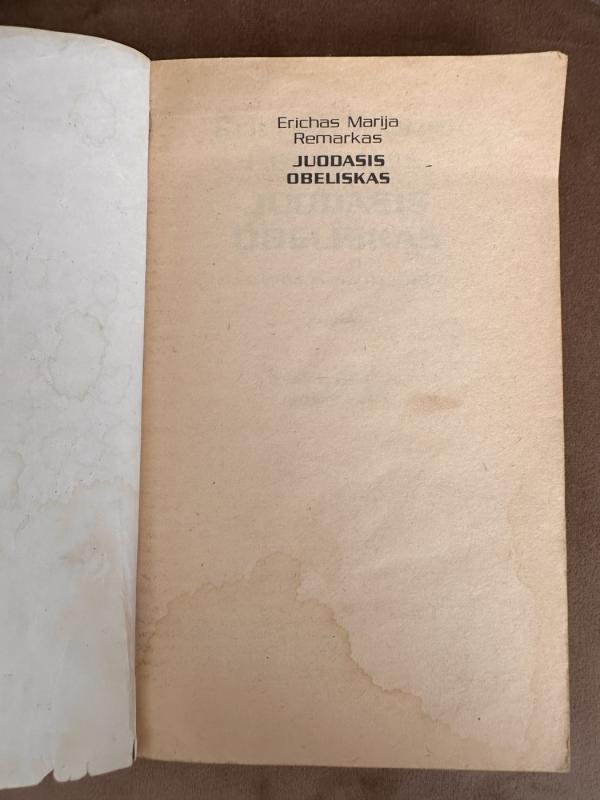 Erichas Marija
Remarkas
JUODASIS
OBELISKAS